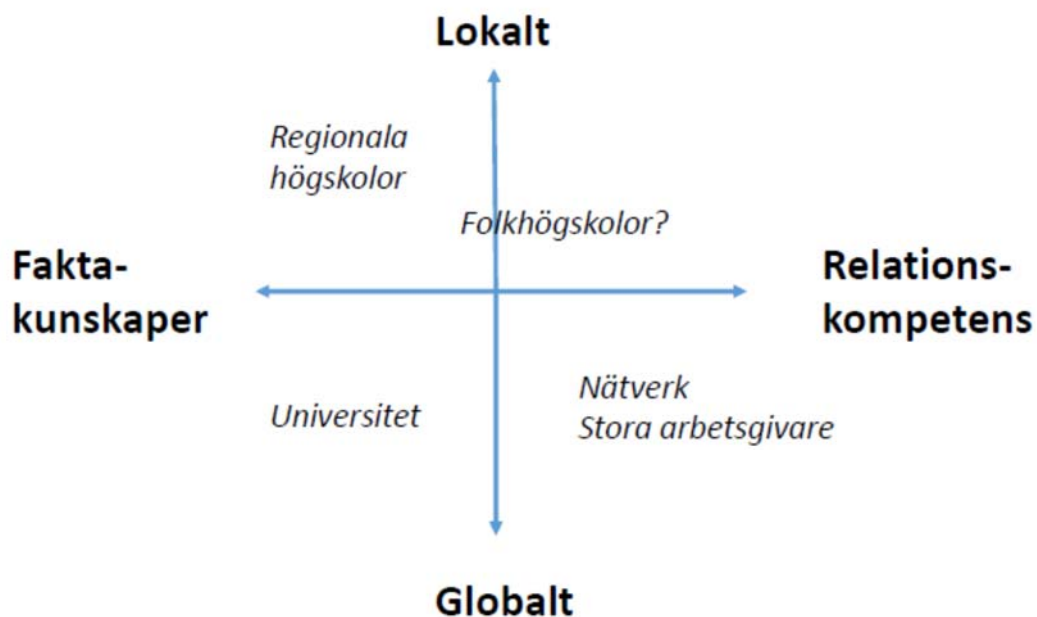 Lokalt
Regionala
högskolor
Folkhögskolor?
Fakta-
kunskaper
Relations-
kompetens
Universitet
Nätverk
Stora arbetsgivare
Globalt